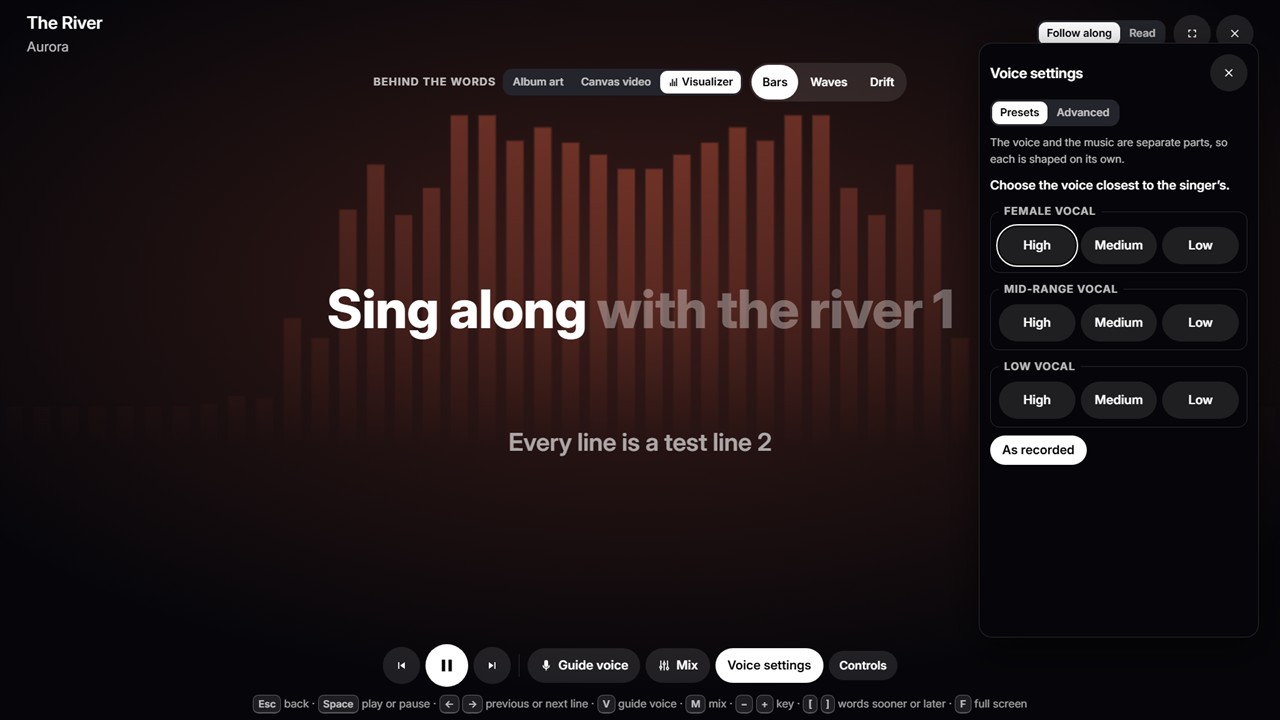 The River
Aurora
Follow along Read
BEHIND THE WORDS Album art Canvas video Visualizer Bars Waves Drift
Sing along with the river 1
Every line is a test line 2
Voice settings
Presets Advanced
The voice and the music are separate parts, so
each is shaped on its own.
Choose the voice closest to the singer’s.
FEMALE VOCAL
High Medium Low
MID-RANGE VOCAL
High Medium Low
LOW VOCAL
High Medium Low
As recorded
Guide voice Mix Voice settings Controls
Esc back · Space play or pause · ← → previous or next line · V guide voice · M mix · − + key · [ ] words sooner or later · F full screen